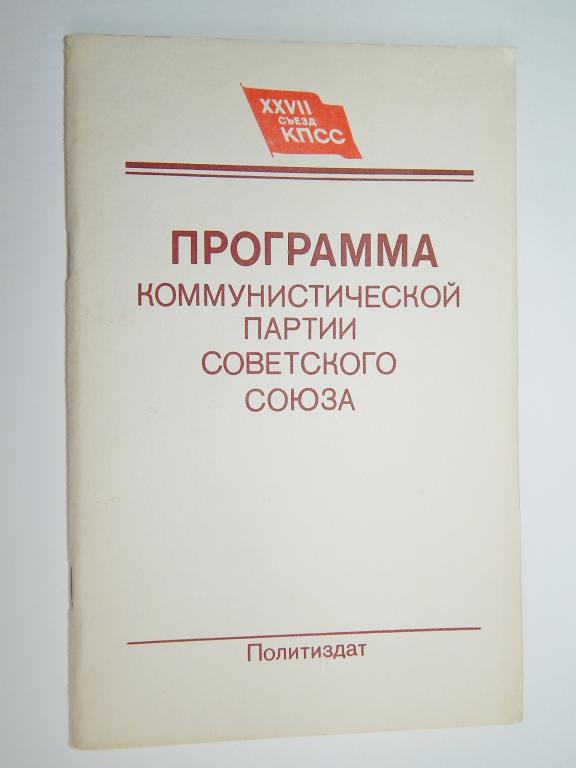 XXVII
СЪЕЗД
КПСС
ПРОГРАММА
КОММУНИСТИЧЕСКОЙ
ПАРТИИ
СОВЕТСКОГО
СОЮЗА
Политиздат